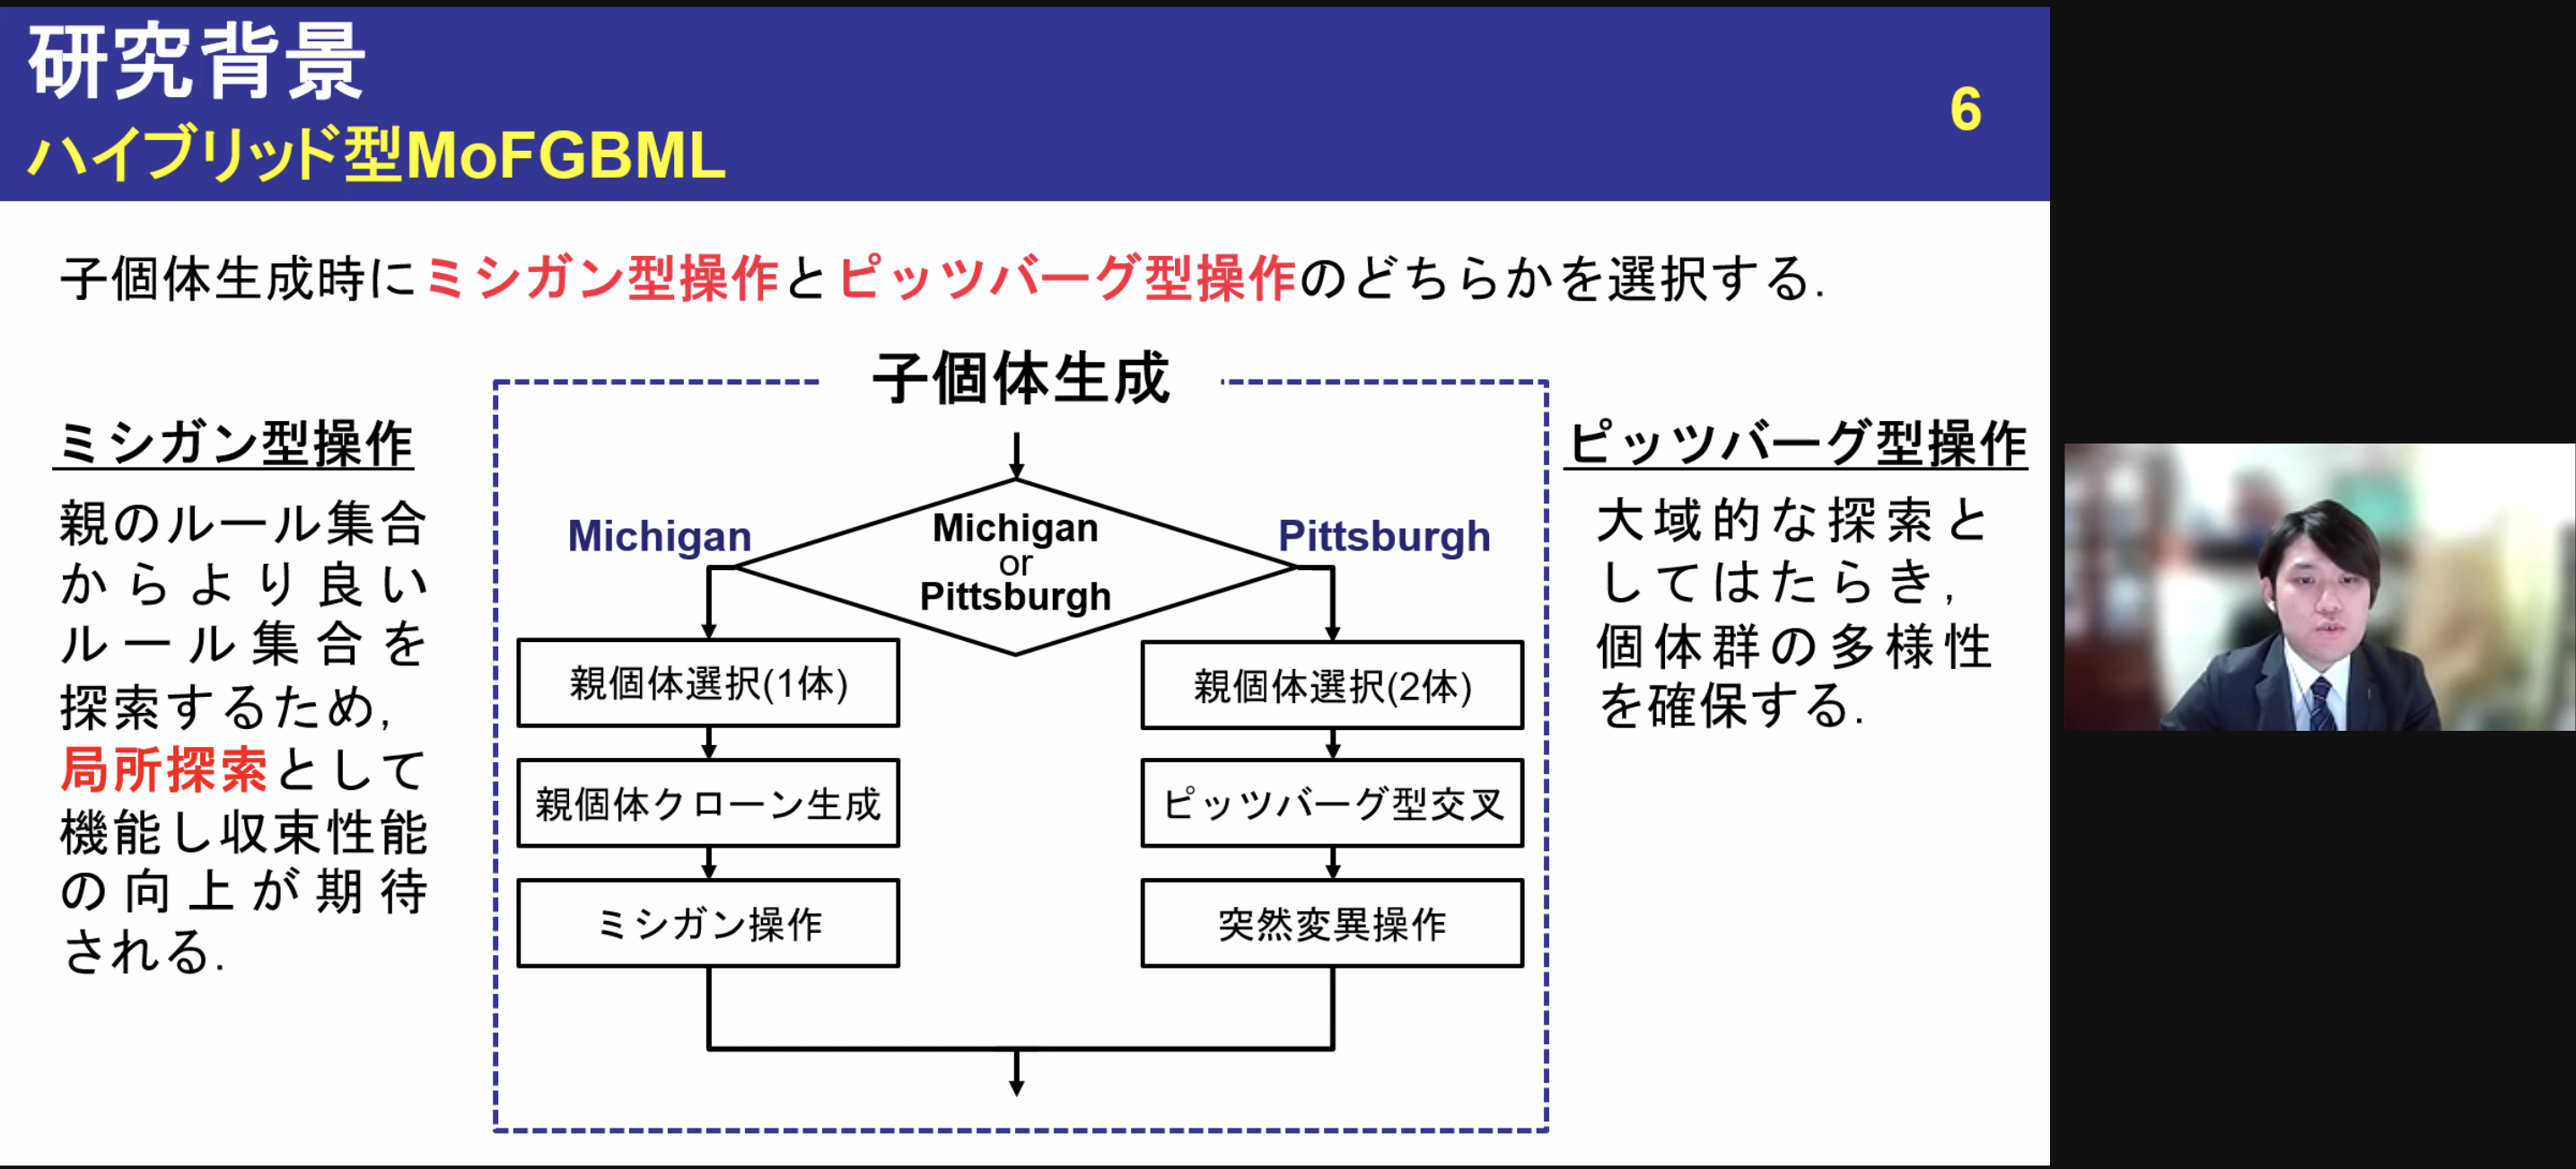 研究背景
ハイブリッド型MoFGBML
6
子個体生成時にミシガン型操作とピッツバーグ型操作のどちらかを選択する.
ミシガン型操作
親のルール集合
からより良い
ルール集合を
探索するため,
局所探索として
機能し収束性能
の向上が期待
される.
子個体生成
Michigan
Michigan
or
Pittsburgh
Pittsburgh
親個体選択(1体)
親個体クローン生成
ミシガン操作
親個体選択(2体)
ピッツバーグ型交叉
突然変異操作
ピッツバーグ型操作
大域的な探索と
してはたらき,
個体群の多様性
を確保する.